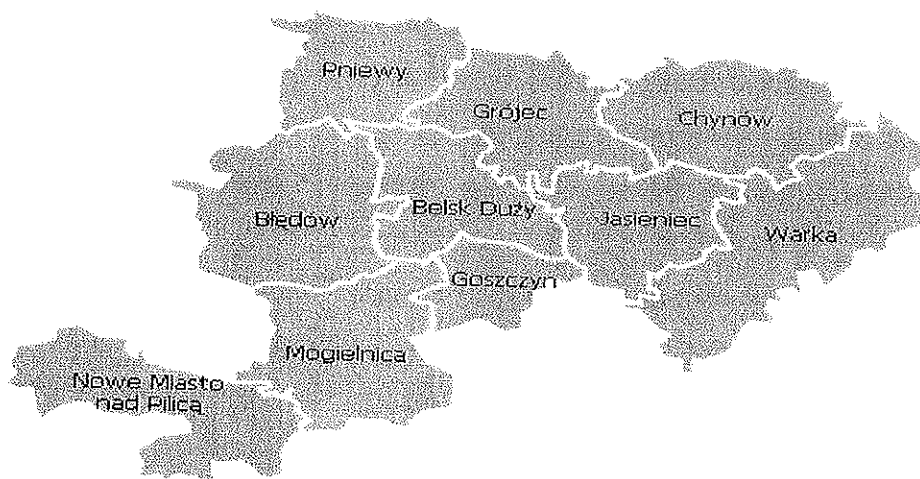 Pniewy
Grójec
Chynów
Błędów
Belsk Duży
Jasieniec
Warka
Goszczyn
Mogielnica
Nowe Miasto
nad Pilicą